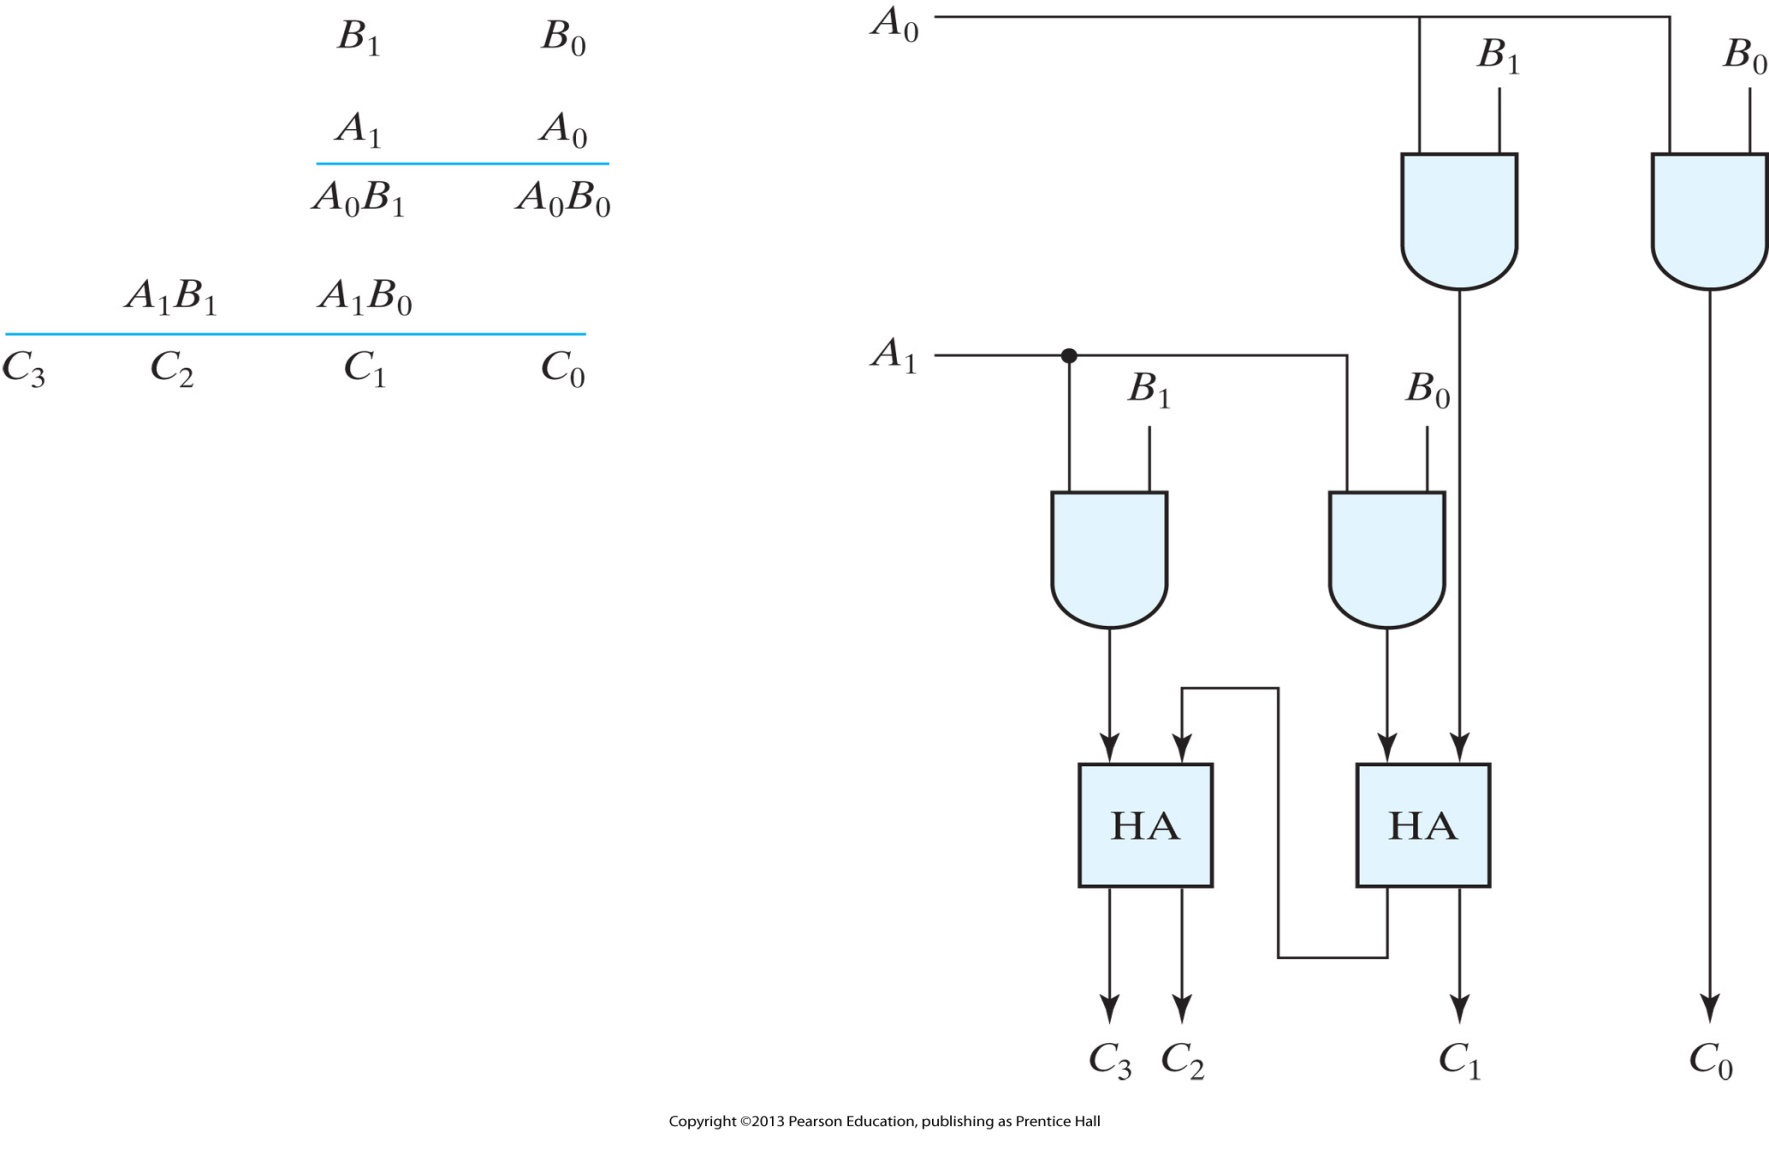 B₁ B₀
A₁ A₀
A₀B₁ A₀B₀
A₁B₁ A₁B₀
C₃ C₂ C₁ C₀
A₀
B₁ B₀
A₁
B₁ B₀
HA HA
C₃ C₂ C₁ C₀
Copyright ©2013 Pearson Education, publishing as Prentice Hall